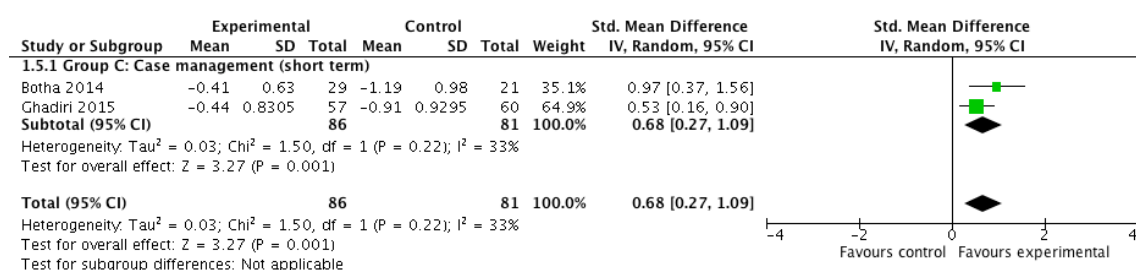 Experimental Control Std. Mean Difference Std. Mean Difference
Study or Subgroup Mean SD Total Mean SD Total Weight IV, Random, 95% CI IV, Random, 95% CI
1.5.1 Group C: Case management (short term)
Botha 2014 −0.41 0.63 29 −1.19 0.98 21 35.1% 0.97 [0.37, 1.56]
Ghadiri 2015 −0.44 0.8305 57 −0.91 0.9295 60 64.9% 0.53 [0.16, 0.90]
Subtotal (95% CI) 86 81 100.0% 0.68 [0.27, 1.09]
Heterogeneity: Tau² = 0.03; Chi² = 1.50, df = 1 (P = 0.22); I² = 33%
Test for overall effect: Z = 3.27 (P = 0.001)
Total (95% CI) 86 81 100.0% 0.68 [0.27, 1.09]
Heterogeneity: Tau² = 0.03; Chi² = 1.50, df = 1 (P = 0.22); I² = 33%
Test for overall effect: Z = 3.27 (P = 0.001)
Test for subgroup differences: Not applicable
−4 −2 0 2 4
Favours control Favours experimental